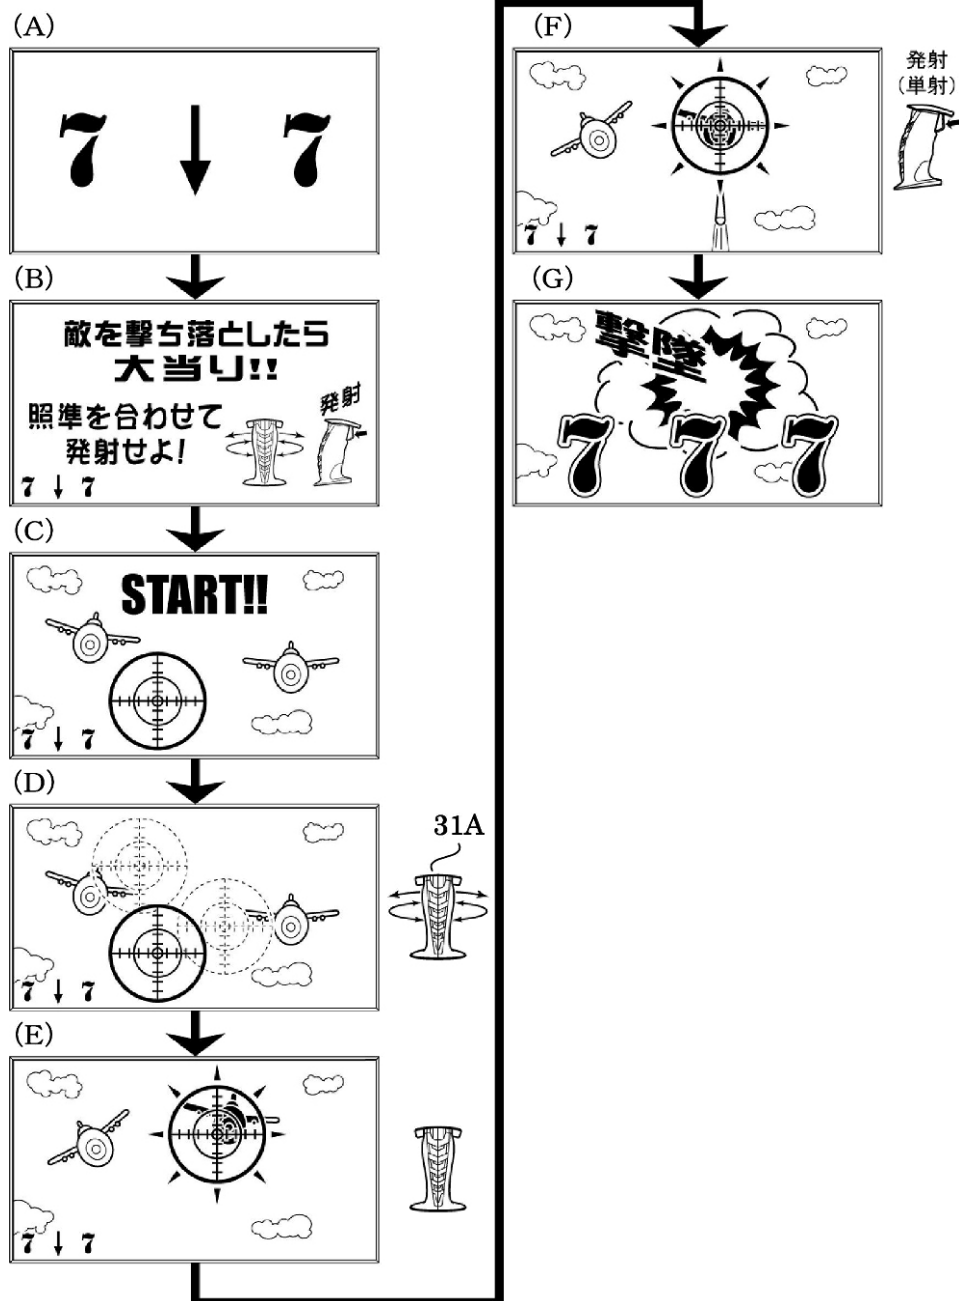 (A)
7 ↓ 7
(B)
敵を撃ち落としたら
大当り!!
照準を合わせて
発射せよ!
発射
7 ↓ 7
(C)
START!!
7 ↓ 7
(D)
31A
7 ↓ 7
(E)
7 ↓ 7
(F)
発射
(単射)
7 ↓ 7
(G)
撃墜
7 7 7